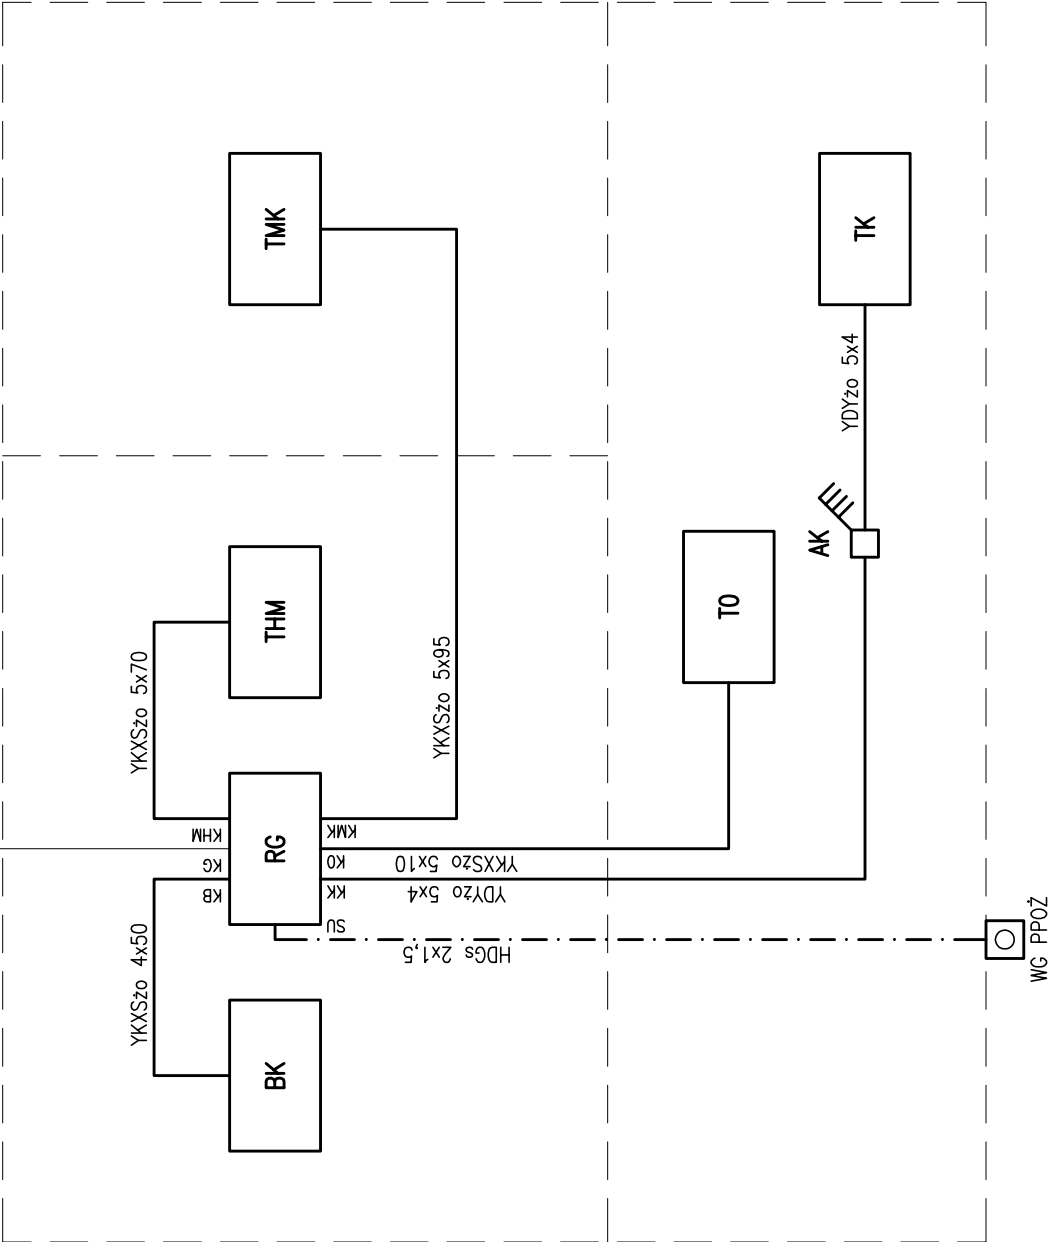 TMK
TK
YDYżo 5x4
AK
THM
TO
YKXSżo 5x70
YKXSżo 5x95
RG
KHM
KG
KB
KMK
KO
KK
SU
YKXSżo 5x10
YDYżo 5x4
HDGs 2x1,5
YKXSżo 4x50
BK
WG PPOŻ